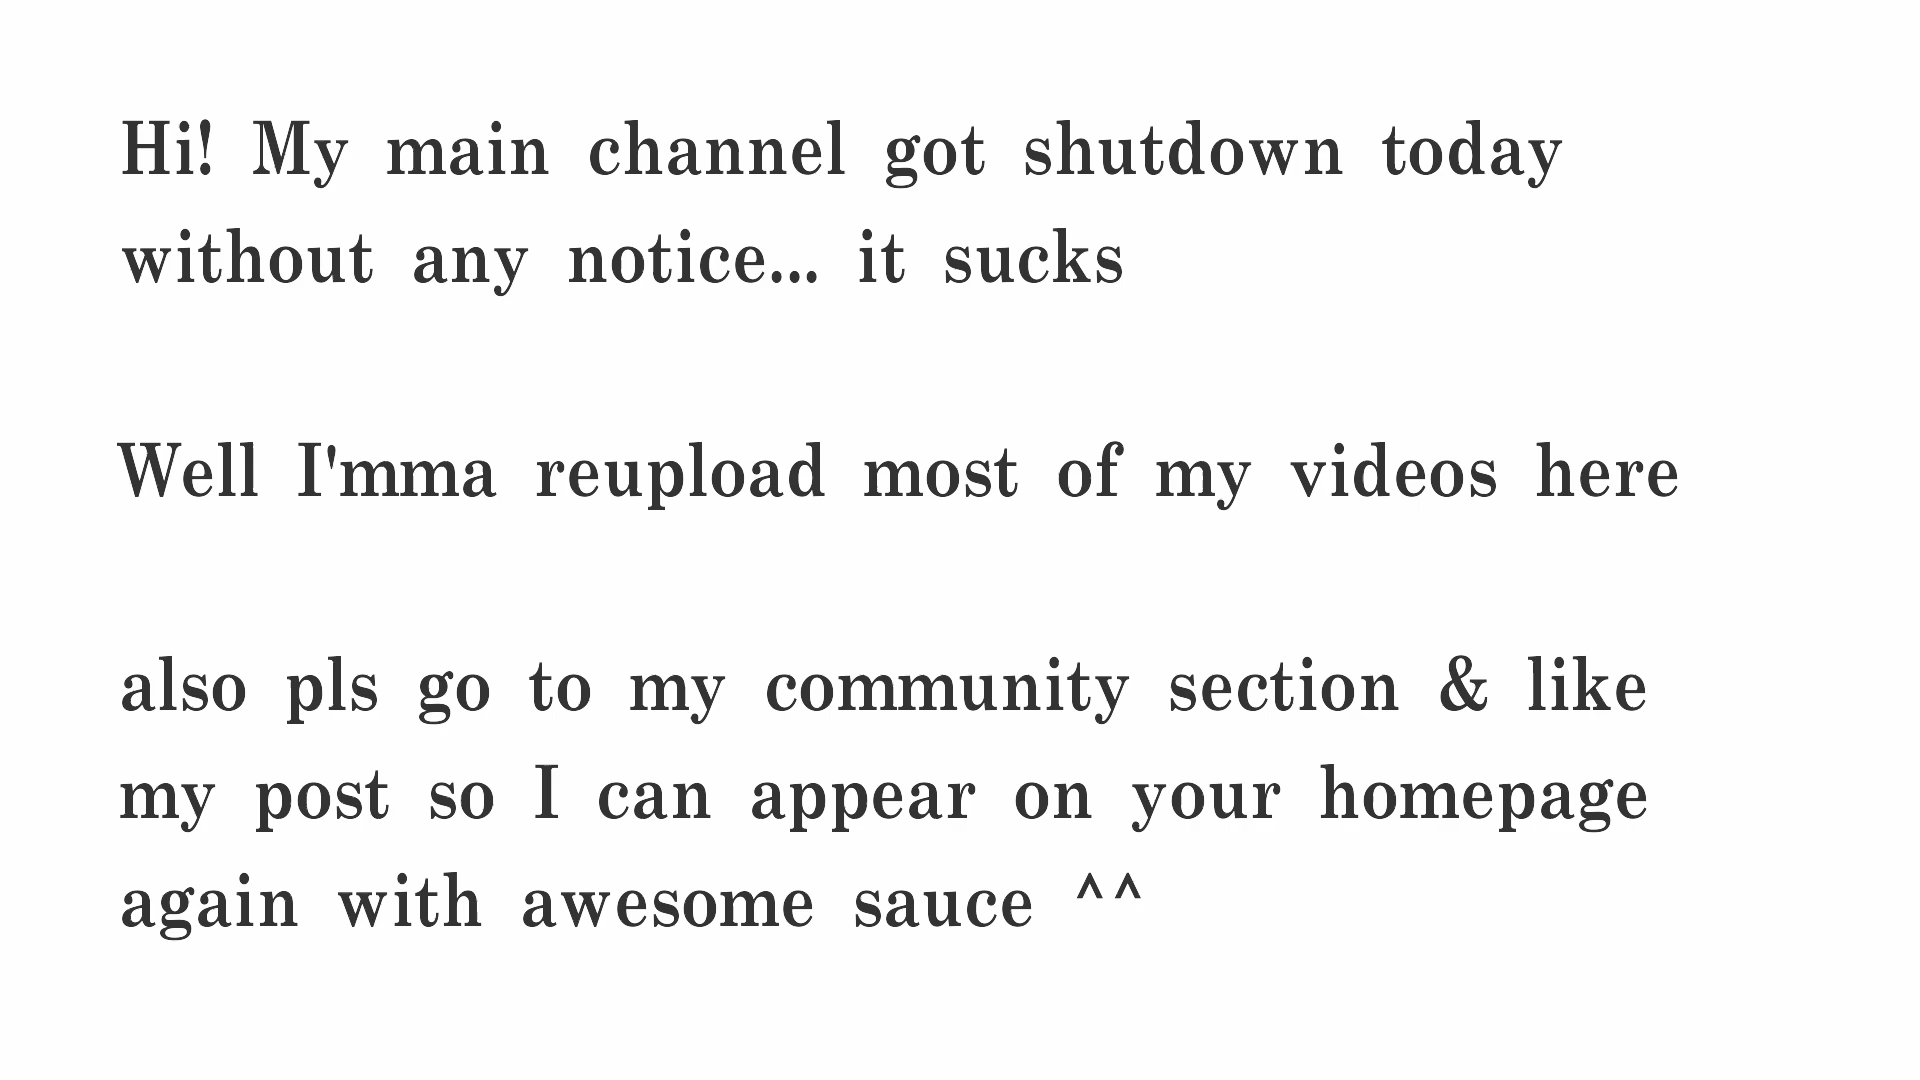 Hi! My main channel got shutdown today
without any notice... it sucks
Well I'mma reupload most of my videos here
also pls go to my community section & like
my post so I can appear on your homepage
again with awesome sauce ^^